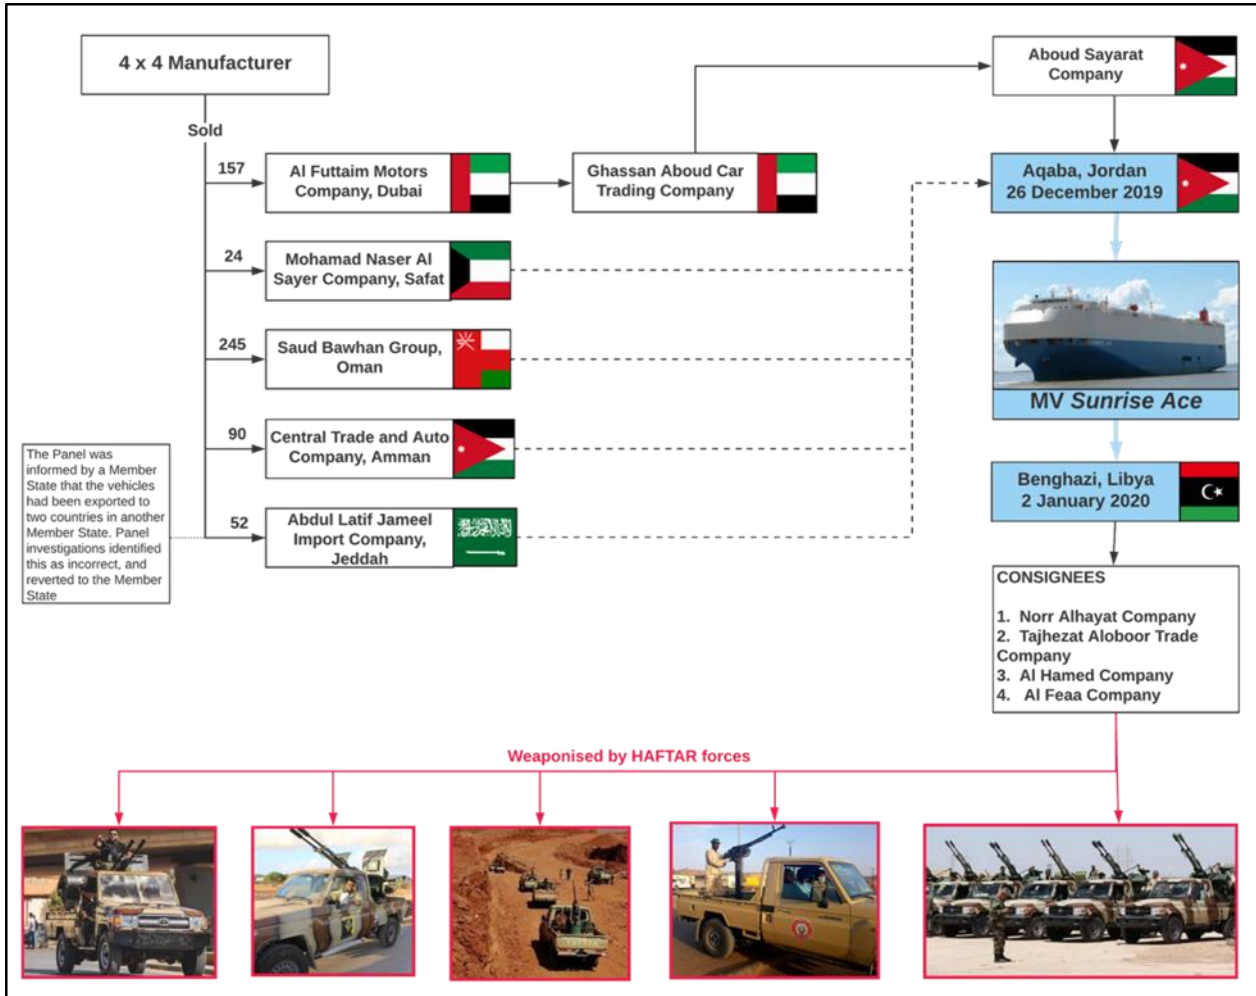 4 x 4 Manufacturer
Sold
157
Al Futtaim Motors
Company, Dubai
Ghassan Aboud Car
Trading Company
Aboud Sayarat
Company
Aqaba, Jordan
26 December 2019
24
Mohamad Naser Al
Sayer Company, Safat
245
Saud Bawhan Group,
Oman
MV Sunrise Ace
90
Central Trade and Auto
Company, Amman
The Panel was
informed by a Member
State that the vehicles
had been exported to
two countries in another
Member State. Panel
investigations identified
this as incorrect, and
reverted to the Member
State
52
Abdul Latif Jameel
Import Company,
Jeddah
Benghazi, Libya
2 January 2020
CONSIGNEES
1. Norr Alhayat Company
2. Tajhezat Aloboor Trade
Company
3. Al Hamed Company
4. Al Feaa Company
Weaponised by HAFTAR forces
TOYOTA